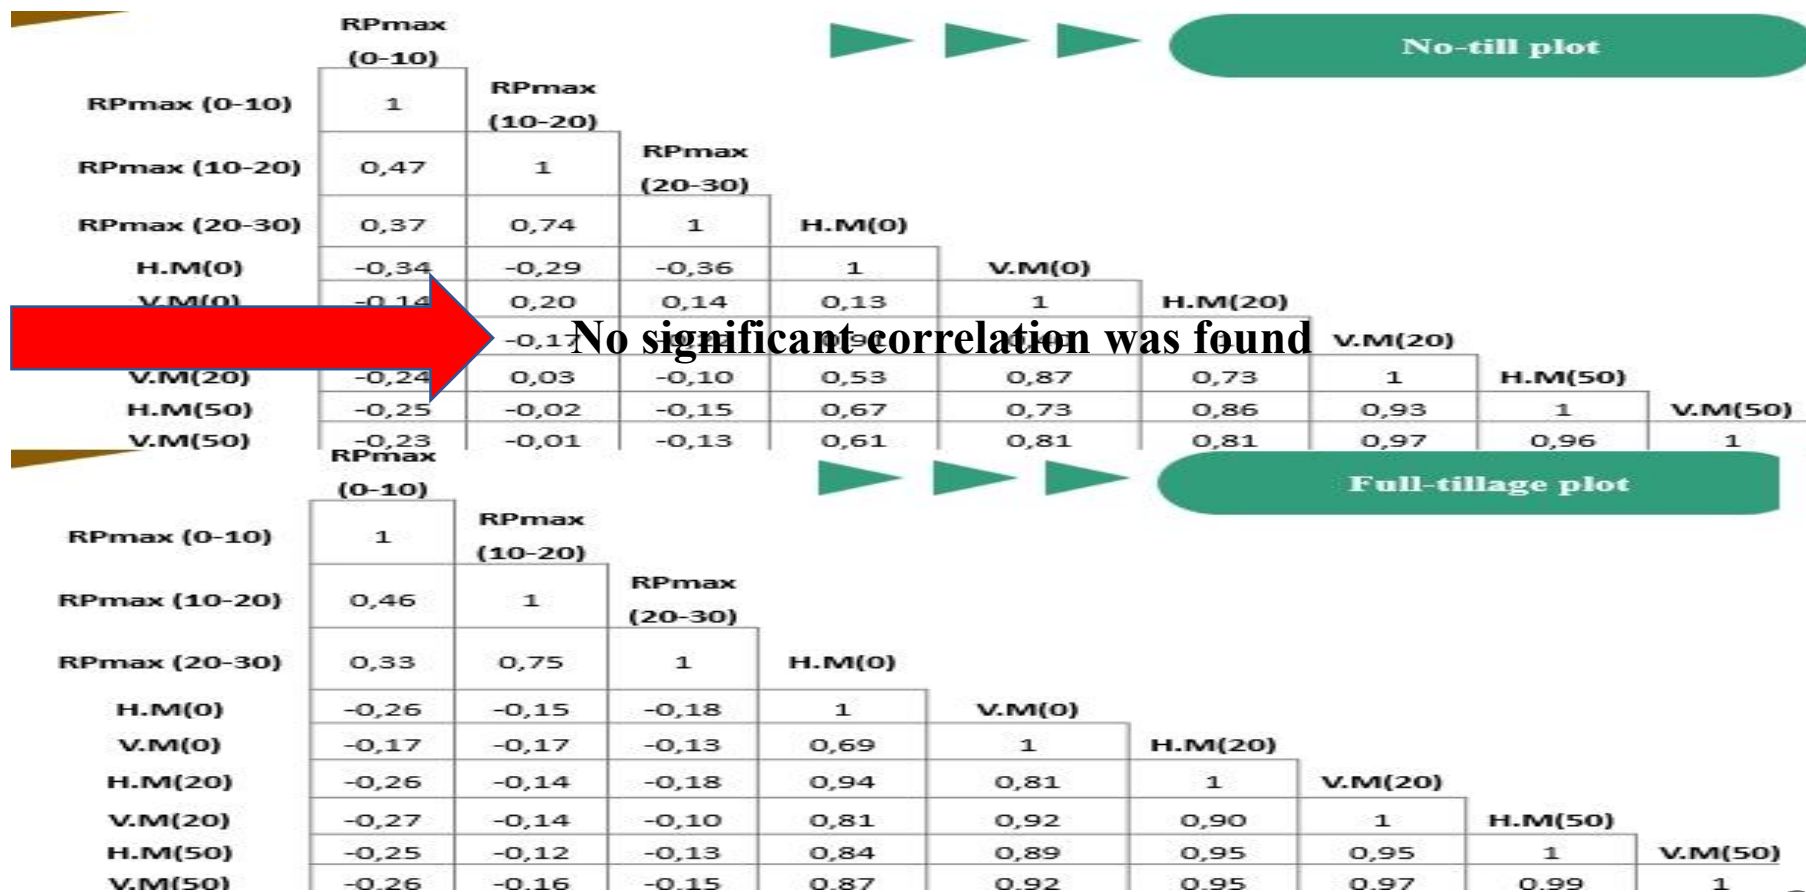 RPmax
(0-10)
No-till plot
RPmax (0-10) 1 RPmax
(10-20)
RPmax (10-20) 0,47 1 RPmax
(20-30)
RPmax (20-30) 0,37 0,74 1 H.M(0)
H.M(0) -0,34 -0,29 -0,36 1 V.M(0)
V.M(0) -0,14 0,20 0,14 0,13 1 H.M(20)
-0,17 V.M(20)
No significant correlation was found
V.M(20) -0,24 0,03 -0,10 0,53 0,87 0,73 1 H.M(50)
H.M(50) -0,25 -0,02 -0,15 0,67 0,73 0,86 0,93 1 V.M(50)
V.M(50) -0,23 -0,01 -0,13 0,61 0,81 0,81 0,97 0,96 1
RPmax
(0-10)
Full-tillage plot
RPmax (0-10) 1 RPmax
(10-20)
RPmax (10-20) 0,46 1 RPmax
(20-30)
RPmax (20-30) 0,33 0,75 1 H.M(0)
H.M(0) -0,26 -0,15 -0,18 1 V.M(0)
V.M(0) -0,17 -0,17 -0,13 0,69 1 H.M(20)
H.M(20) -0,26 -0,14 -0,18 0,94 0,81 1 V.M(20)
V.M(20) -0,27 -0,14 -0,10 0,81 0,92 0,90 1 H.M(50)
H.M(50) -0,25 -0,12 -0,13 0,84 0,89 0,95 0,95 1 V.M(50)
V.M(50) -0,26 -0,16 -0,15 0,87 0,92 0,95 0,97 0,99 1